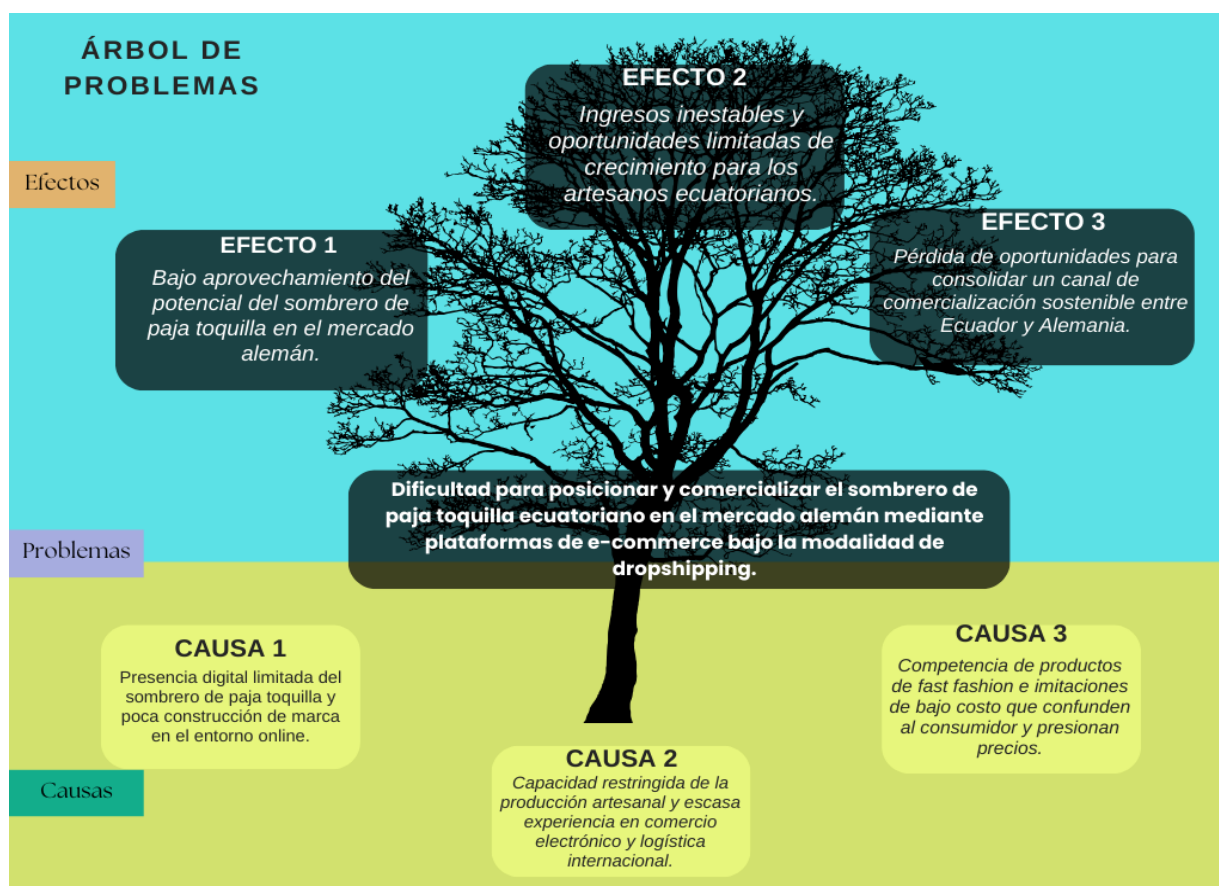 ÁRBOL DE
PROBLEMAS
EFECTO 2
Ingresos inestables y
oportunidades limitadas de
crecimiento para los
artesanos ecuatorianos.
Efectos
EFECTO 1
Bajo aprovechamiento del
potencial del sombrero de
paja toquilla en el mercado
alemán.
EFECTO 3
Pérdida de oportunidades para
consolidar un canal de
comercialización sostenible entre
Ecuador y Alemania.
Dificultad para posicionar y comercializar el sombrero de
paja toquilla ecuatoriano en el mercado alemán mediante
plataformas de e-commerce bajo la modalidad de
dropshipping.
Problemas
CAUSA 1
Presencia digital limitada del
sombrero de paja toquilla y
poca construcción de marca
en el entorno online.
CAUSA 3
Competencia de productos
de fast fashion e imitaciones
de bajo costo que confunden
al consumidor y presionan
precios.
CAUSA 2
Capacidad restringida de la
producción artesanal y escasa
experiencia en comercio
electrónico y logística
internacional.
Causas